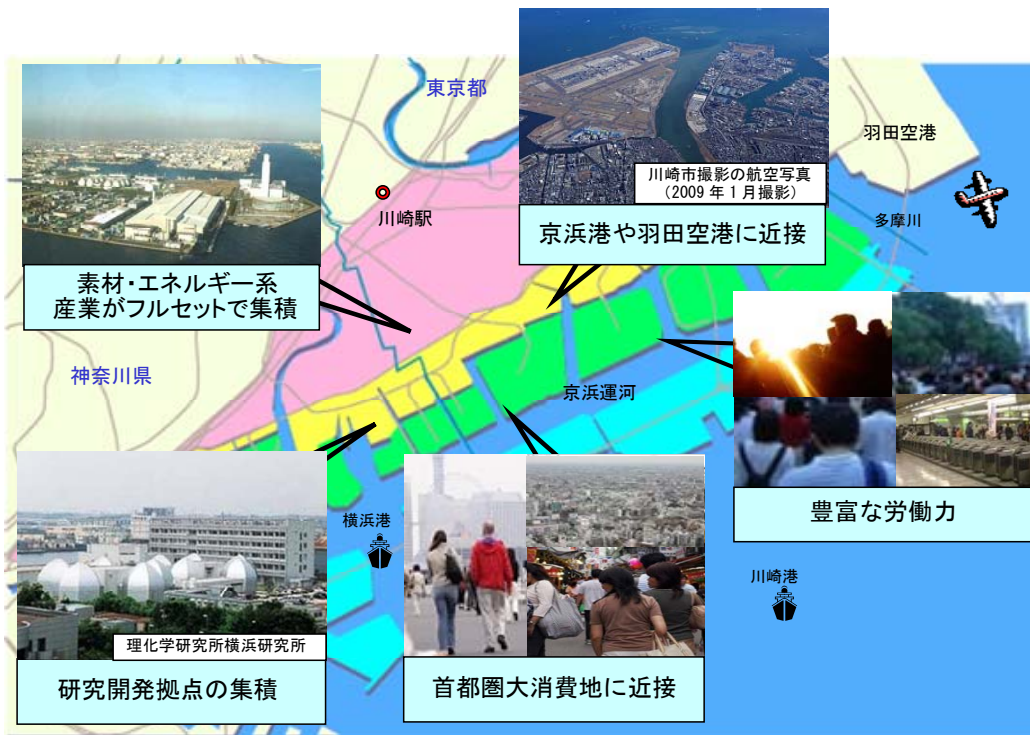 東京都
羽田空港
川崎市撮影の航空写真
(2009 年 1 月撮影)
川崎駅
多摩川
京浜港や羽田空港に近接
素材・エネルギー系
産業がフルセットで集積
神奈川県
京浜運河
豊富な労働力
横浜港
川崎港
理化学研究所横浜研究所
研究開発拠点の集積
首都圏大消費地に近接